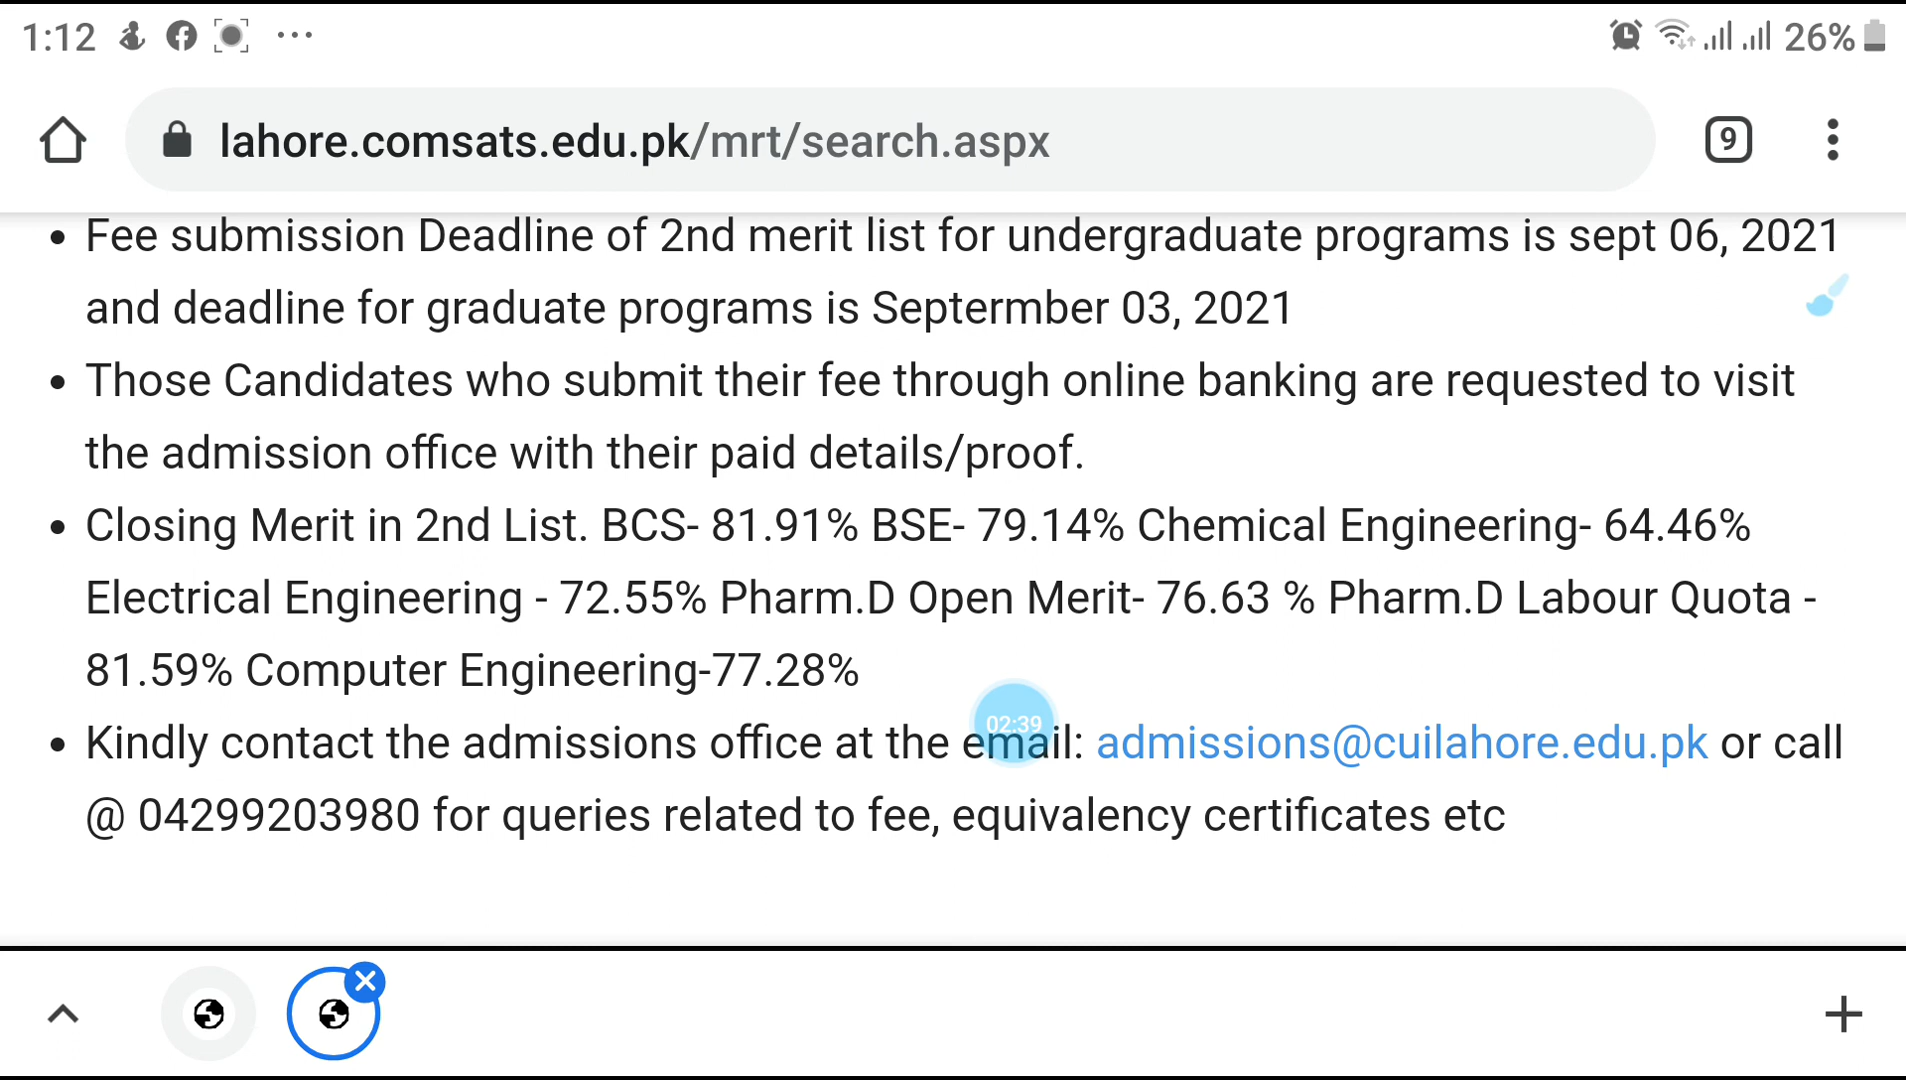 1:12
26%
lahore.comsats.edu.pk/mrt/search.aspx
9
• Fee submission Deadline of 2nd merit list for undergraduate programs is sept 06, 2021
and deadline for graduate programs is Septermber 03, 2021
• Those Candidates who submit their fee through online banking are requested to visit
the admission office with their paid details/proof.
• Closing Merit in 2nd List. BCS- 81.91% BSE- 79.14% Chemical Engineering- 64.46%
Electrical Engineering - 72.55% Pharm.D Open Merit- 76.63 % Pharm.D Labour Quota -
81.59% Computer Engineering-77.28%
02:39
• Kindly contact the admissions office at the email: admissions@cuilahore.edu.pk or call
@ 04299203980 for queries related to fee, equivalency certificates etc